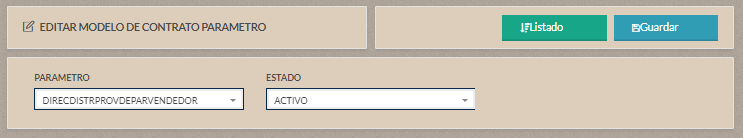 EDITAR MODELO DE CONTRATO PARAMETRO
Listado
Guardar
PARAMETRO
ESTADO
DIRECDISTRPROVDEPARVENDEDOR
ACTIVO